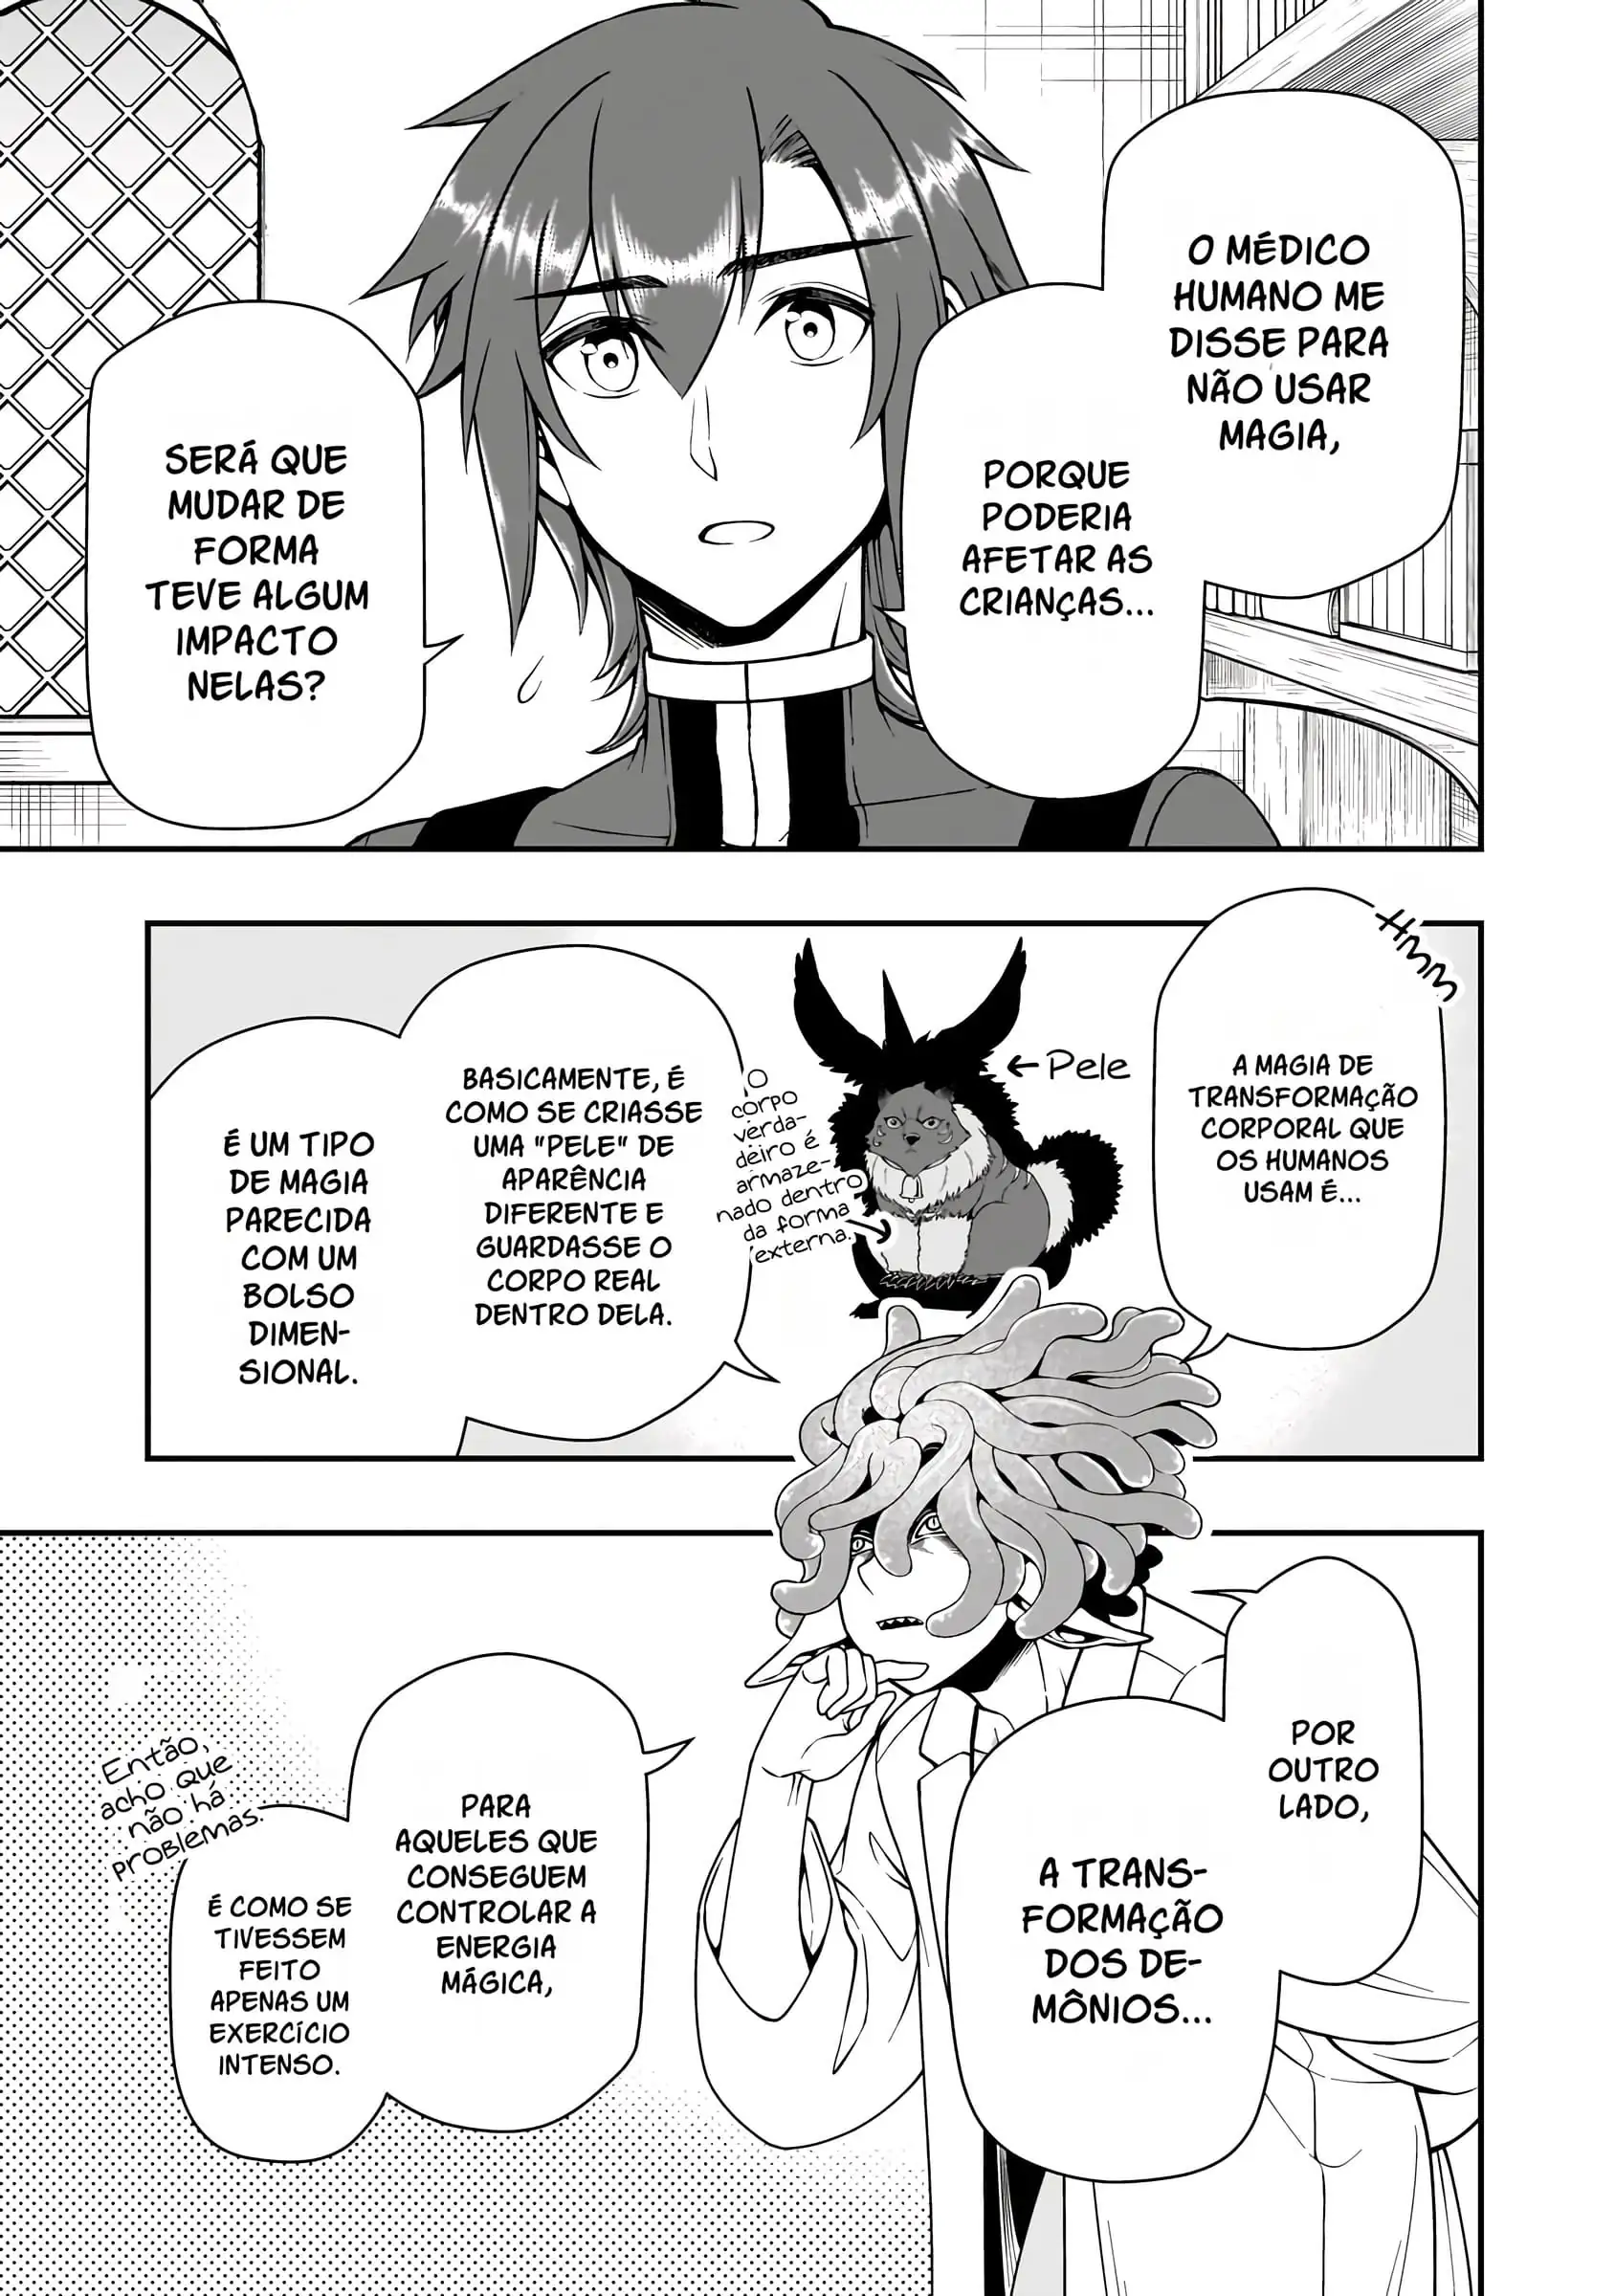 O MÉDICO
HUMANO ME
DISSE PARA
NÃO USAR
MAGIA,
PORQUE
PODERIA
AFETAR AS
CRIANÇAS...
SERÁ QUE
MUDAR DE
FORMA
TEVE ALGUM
IMPACTO
NELAS?
HMM
A MAGIA DE
TRANSFORMAÇÃO
CORPORAL QUE
OS HUMANOS
USAM É...
←Pele
O
corpo
verda-
deiro é
armaze-
nado dentro
da forma
externa.
BASICAMENTE, É
COMO SE CRIASSE
UMA "PELE" DE
APARÊNCIA
DIFERENTE E
GUARDASSE O
CORPO REAL
DENTRO DELA.
É UM TIPO
DE MAGIA
PARECIDA
COM UM
BOLSO
DIMEN-
SIONAL.
POR
OUTRO
LADO,
A TRANS-
FORMAÇÃO
DOS DE-
MÔNIOS...
PARA
AQUELES QUE
CONSEGUEM
CONTROLAR A
ENERGIA
MÁGICA,
É COMO SE
TIVESSEM
FEITO
APENAS UM
EXERCÍCIO
INTENSO.
Então,
acho que
não há
problemas.